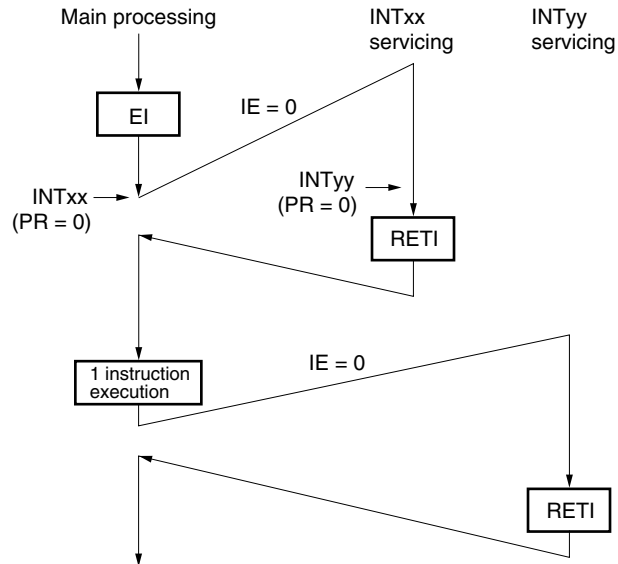 Main processing
INTxx
servicing
INTyy
servicing
EI
IE = 0
INTxx
(PR = 0)
INTyy
(PR = 0)
RETI
1 instruction
execution
IE = 0
RETI